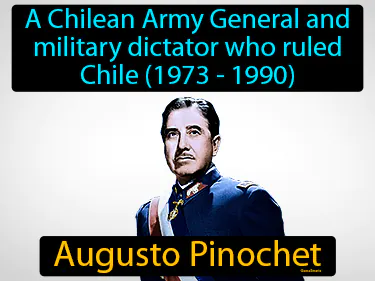 A Chilean Army General and
military dictator who ruled
Chile (1973 - 1990)
Augusto Pinochet